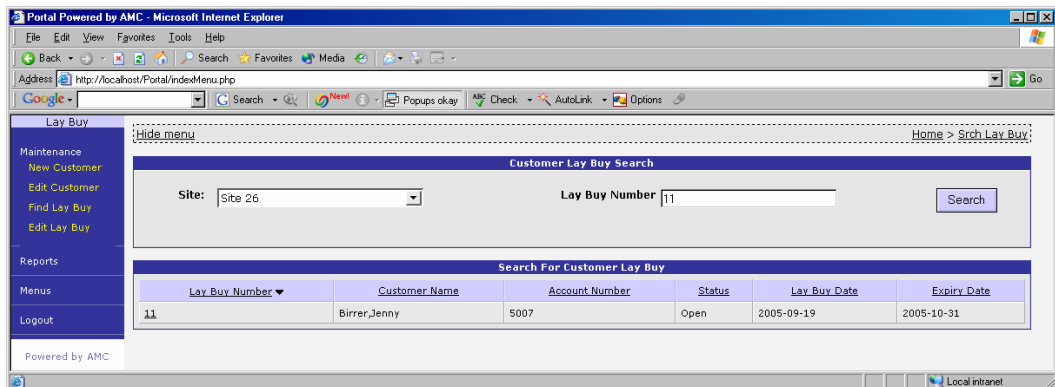 Portal Powered by AMC - Microsoft Internet Explorer
File Edit View Favorites Tools Help
Back Search Favorites Media
Address http://localhost/Portal/indexMenu.php Go
Google Search New! Popups okay ABC Check AutoLink Options
Lay Buy
Hide menu Home > Srch Lay Buy
Maintenance
New Customer
Edit Customer
Find Lay Buy
Edit Lay Buy
Reports
Menus
Logout
Powered by AMC
Customer Lay Buy Search
Site: Site 26 Lay Buy Number 11 Search
Search For Customer Lay Buy
Lay Buy Number Customer Name Account Number Status Lay Buy Date Expiry Date
11 Birrer,Jenny 5007 Open 2005-09-19 2005-10-31
Local intranet